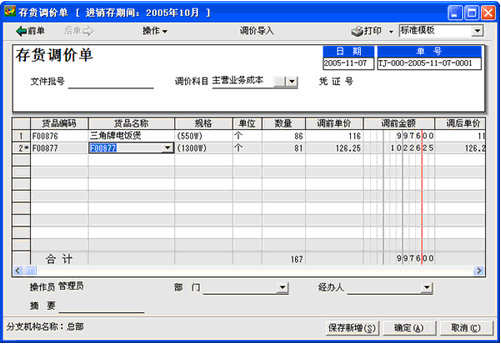 存货调价单 [ 进销存期间: 2005年10月 ]
前单 后单 操作 调价导入 打印 标准模板
存货调价单
日 期 单 号
2005-11-07 TJ-000-2005-11-07-0001
文件批号 调价科目 主营业务成本 凭 证 号
货品编码 货品名称 规格 单位 数量 调前单价 调前金额 调后单价
1 F00876 三角牌电饭煲 (550W) 个 86 116 997600 11
2* F00877 F00877 (1300W) 个 81 126.25 1022625 126.2
合 计 167 997600
操作员 管理员 部 门 经办人
摘 要
分支机构名称: 总部 保存新增(S) 确定(A) 取消(C)